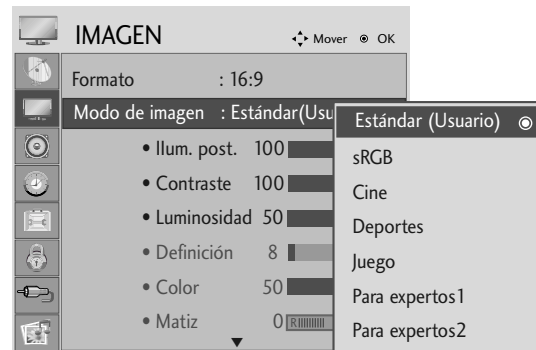 IMAGEN
Mover OK
Formato : 16:9
Modo de imagen : Estándar(Usu
• Ilum. post. 100
• Contraste 100
• Luminosidad 50
• Definición 8
• Color 50
• Matiz 0 R
Estándar (Usuario)
sRGB
Cine
Deportes
Juego
Para expertos1
Para expertos2